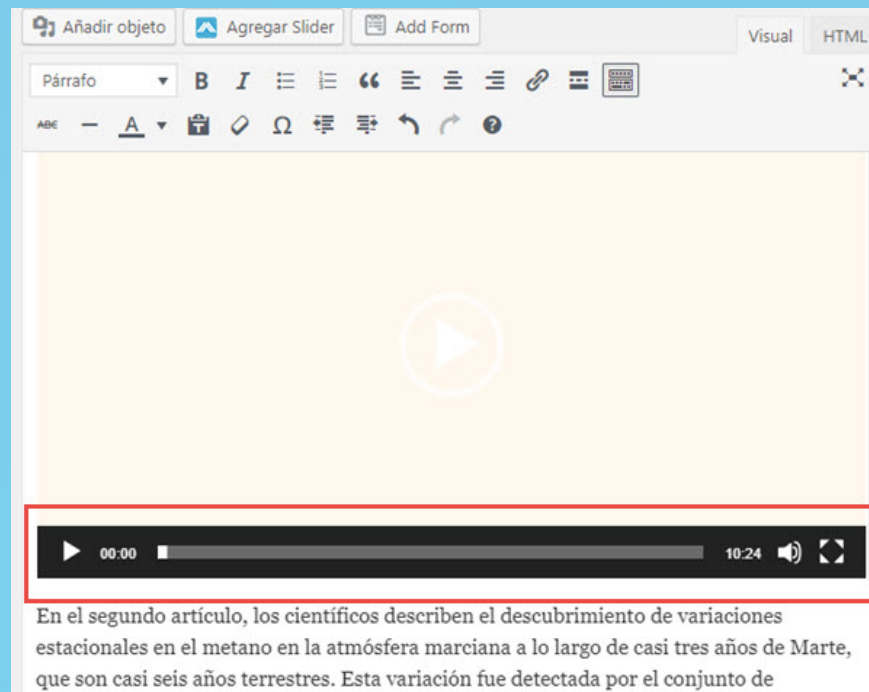 Añadir objeto Agregar Slider Add Form
Visual HTML
Párrafo B I “ Ω
ABC A
00:00 10:24
En el segundo artículo, los científicos describen el descubrimiento de variaciones
estacionales en el metano en la atmósfera marciana a lo largo de casi tres años de Marte,
que son casi seis años terrestres. Esta variación fue detectada por el conjunto de